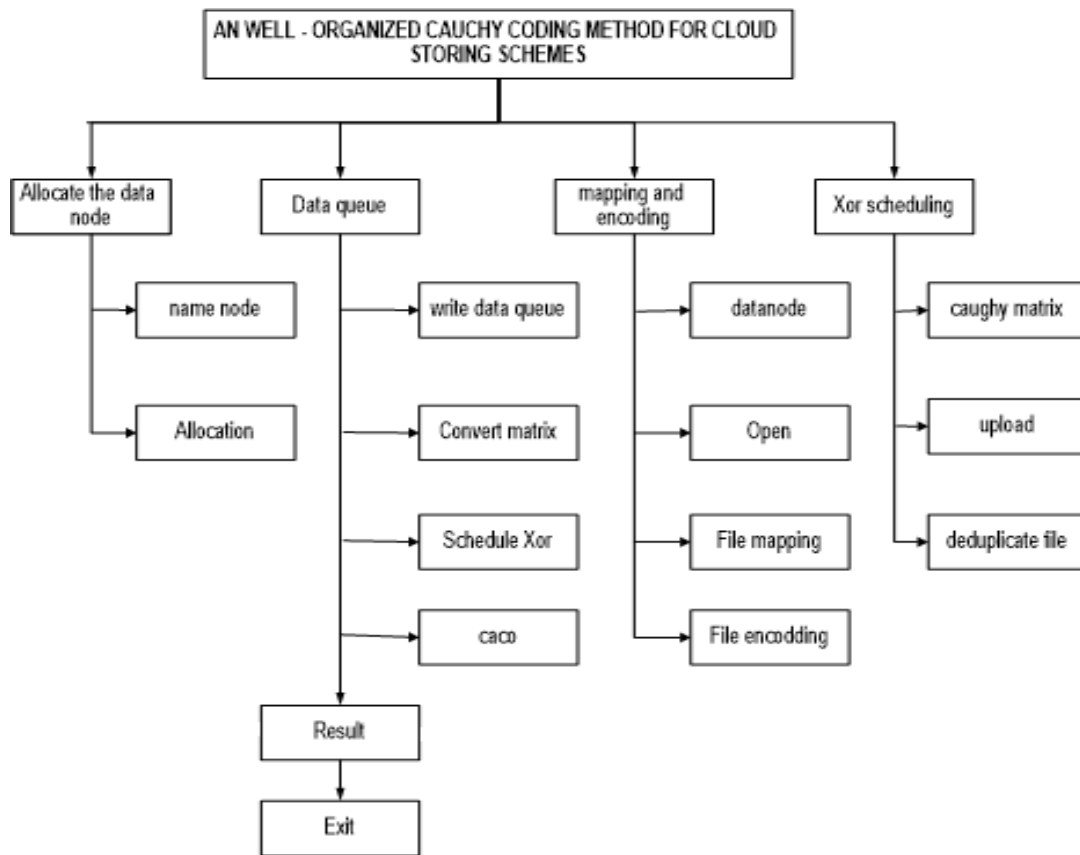 AN WELL - ORGANIZED CAUCHY CODING METHOD FOR CLOUD
STORING SCHEMES
Allocate the data
node
Data queue
mapping and
encoding
Xor scheduling
name node
write data queue
datanode
caughy matrix
Allocation
Convert matrix
Open
upload
Schedule Xor
File mapping
deduplicate file
caco
File encodding
Result
Exit